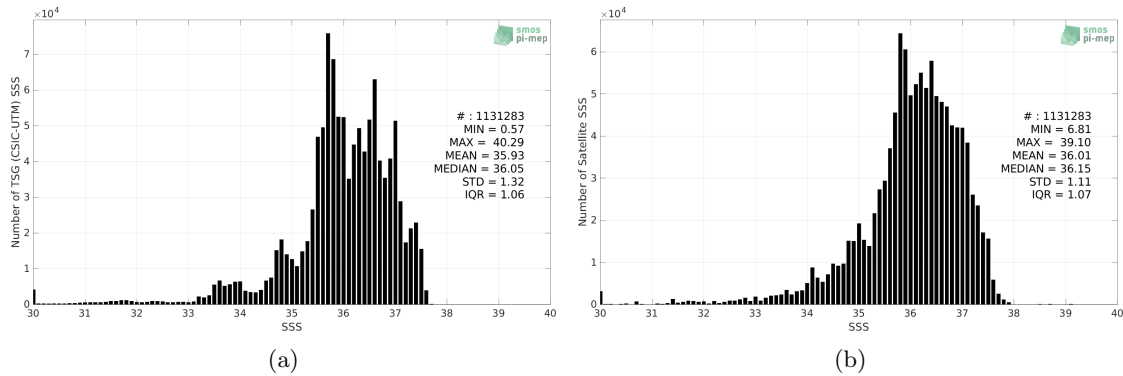 ×10⁴
smos
pi-mep
7
6
5
4
3
2
1
0
Number of TSG (CSIC-UTM) SSS
# : 1131283
MIN = 0.57
MAX = 40.29
MEAN = 35.93
MEDIAN = 36.05
STD = 1.32
IQR = 1.06
30 31 32 33 34 35 36 37 38 39 40
SSS
(a)
×10⁴
smos
pi-mep
6
5
4
3
2
1
0
Number of Satellite SSS
# : 1131283
MIN = 6.81
MAX = 39.10
MEAN = 36.01
MEDIAN = 36.15
STD = 1.11
IQR = 1.07
30 31 32 33 34 35 36 37 38 39 40
SSS
(b)